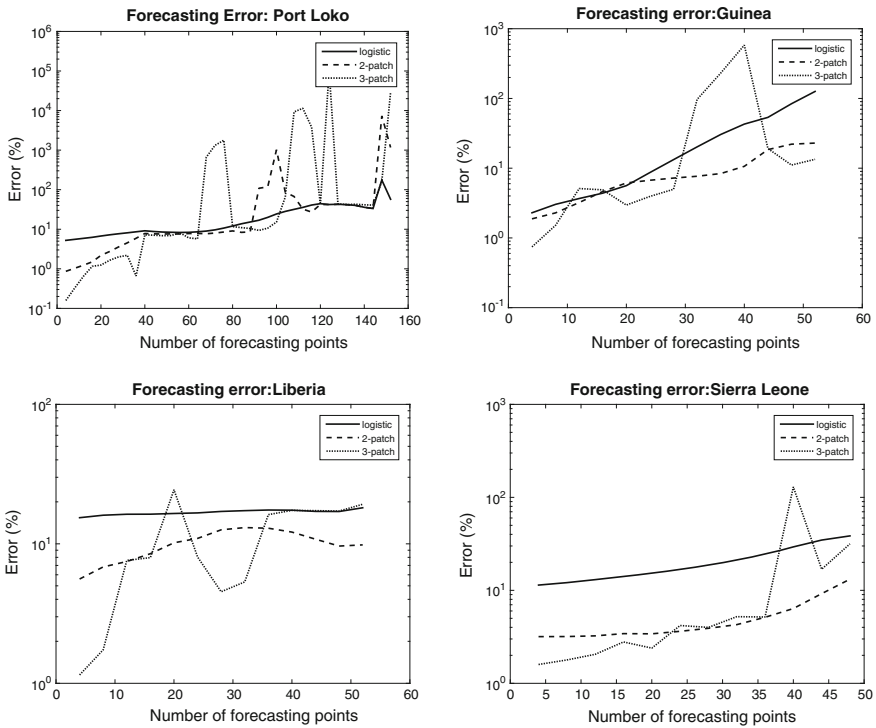 Forecasting Error: Port Loko
Error (%)
10^6
10^5
10^4
10^3
10^2
10^1
10^0
10^-1
logistic
2-patch
3-patch
0 20 40 60 80 100 120 140 160
Number of forecasting points
Forecasting error:Guinea
Error (%)
10^3
10^2
10^1
10^0
10^-1
logistic
2-patch
3-patch
0 10 20 30 40 50 60
Number of forecasting points
Forecasting error:Liberia
Error (%)
10^2
10^1
10^0
logistic
2-patch
3-patch
0 10 20 30 40 50 60
Number of forecasting points
Forecasting error:Sierra Leone
Error (%)
10^3
10^2
10^1
10^0
logistic
2-patch
3-patch
0 5 10 15 20 25 30 35 40 45 50
Number of forecasting points